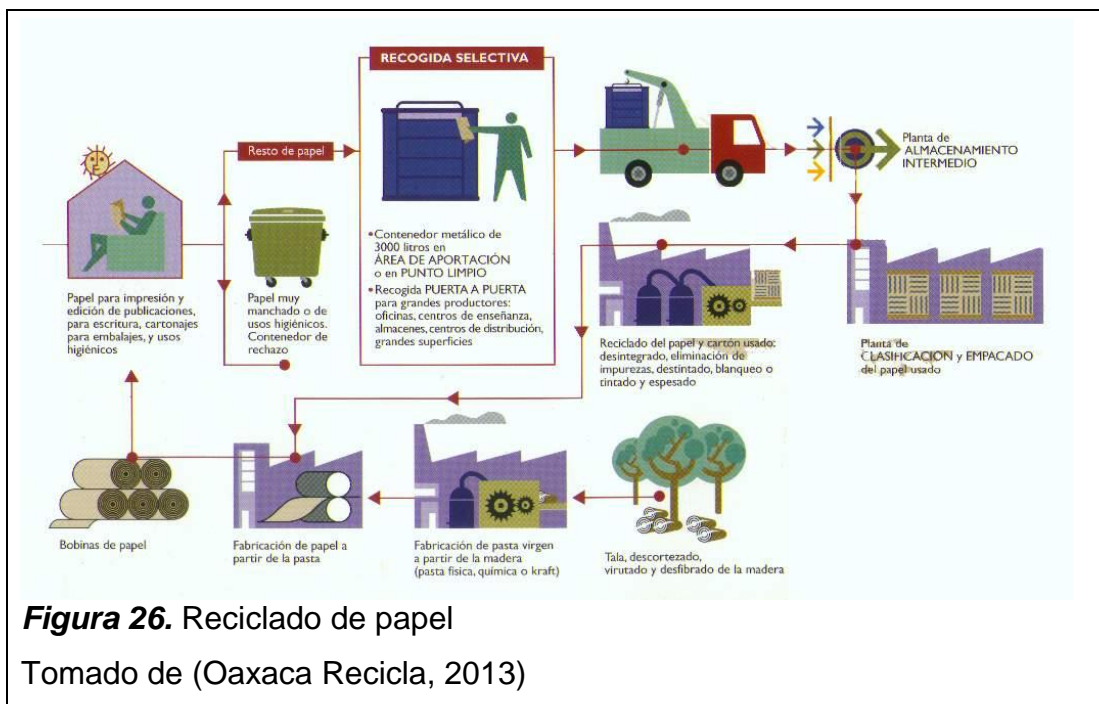 RECOGIDA SELECTIVA
Resto de papel
Planta de
ALMACENAMIENTO
INTERMEDIO
•Contenedor metálico de
3000 litros en
ÁREA DE APORTACIÓN
o en PUNTO LIMPIO
•Recogida PUERTA A PUERTA
para grandes productores:
oficinas, centros de enseñanza,
almacenes, centros de distribución,
grandes superficies
Papel para impresión y
edición de publicaciones,
para escritura, cartonajes
para embalajes, y usos
higiénicos
Papel muy
manchado o de
usos higiénicos.
Contenedor de
rechazo
Reciclado del papel y cartón usado:
desintegrado, eliminación de
impurezas, destintado, blanqueo o
tintado y espesado
Planta de
CLASIFICACIÓN y EMPACADO
del papel usado
Bobinas de papel
Fabricación de papel a
partir de la pasta
Fabricación de pasta virgen
a partir de la madera
(pasta física, química o kraft)
Tala, descortezado,
virutado y desfibrado de la madera
Figura 26. Reciclado de papel
Tomado de (Oaxaca Recicla, 2013)